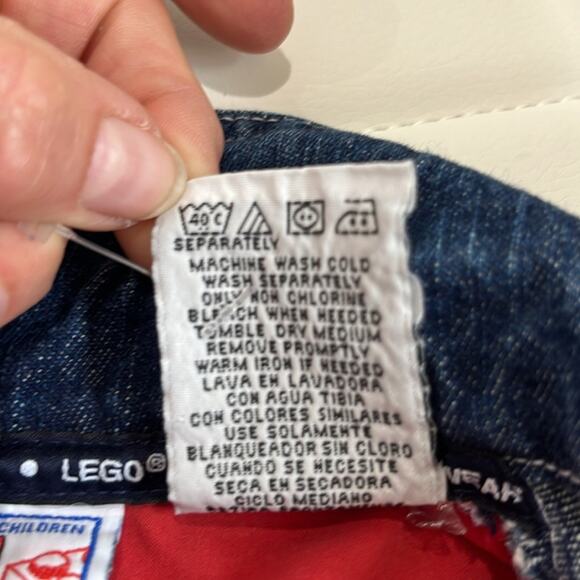 40 C
SEPARATELY
MACHINE WASH COLD
WASH SEPARATELY
ONLY NON CHLORINE
BLEACH WHEN NEEDED
TUMBLE DRY MEDIUM
REMOVE PROMPTLY
WARM IRON IF NEEDED
LAVA EN LAVADORA
CON AGUA TIBIA
CON COLORES SIMILARES
USE SOLAMENTE
BLANQUEADOR SIN CLORO
CUANDO SE NECESITE
SECA EN SECADORA
CICLO MEDIANO
LEGO® WEAR
CHILDREN